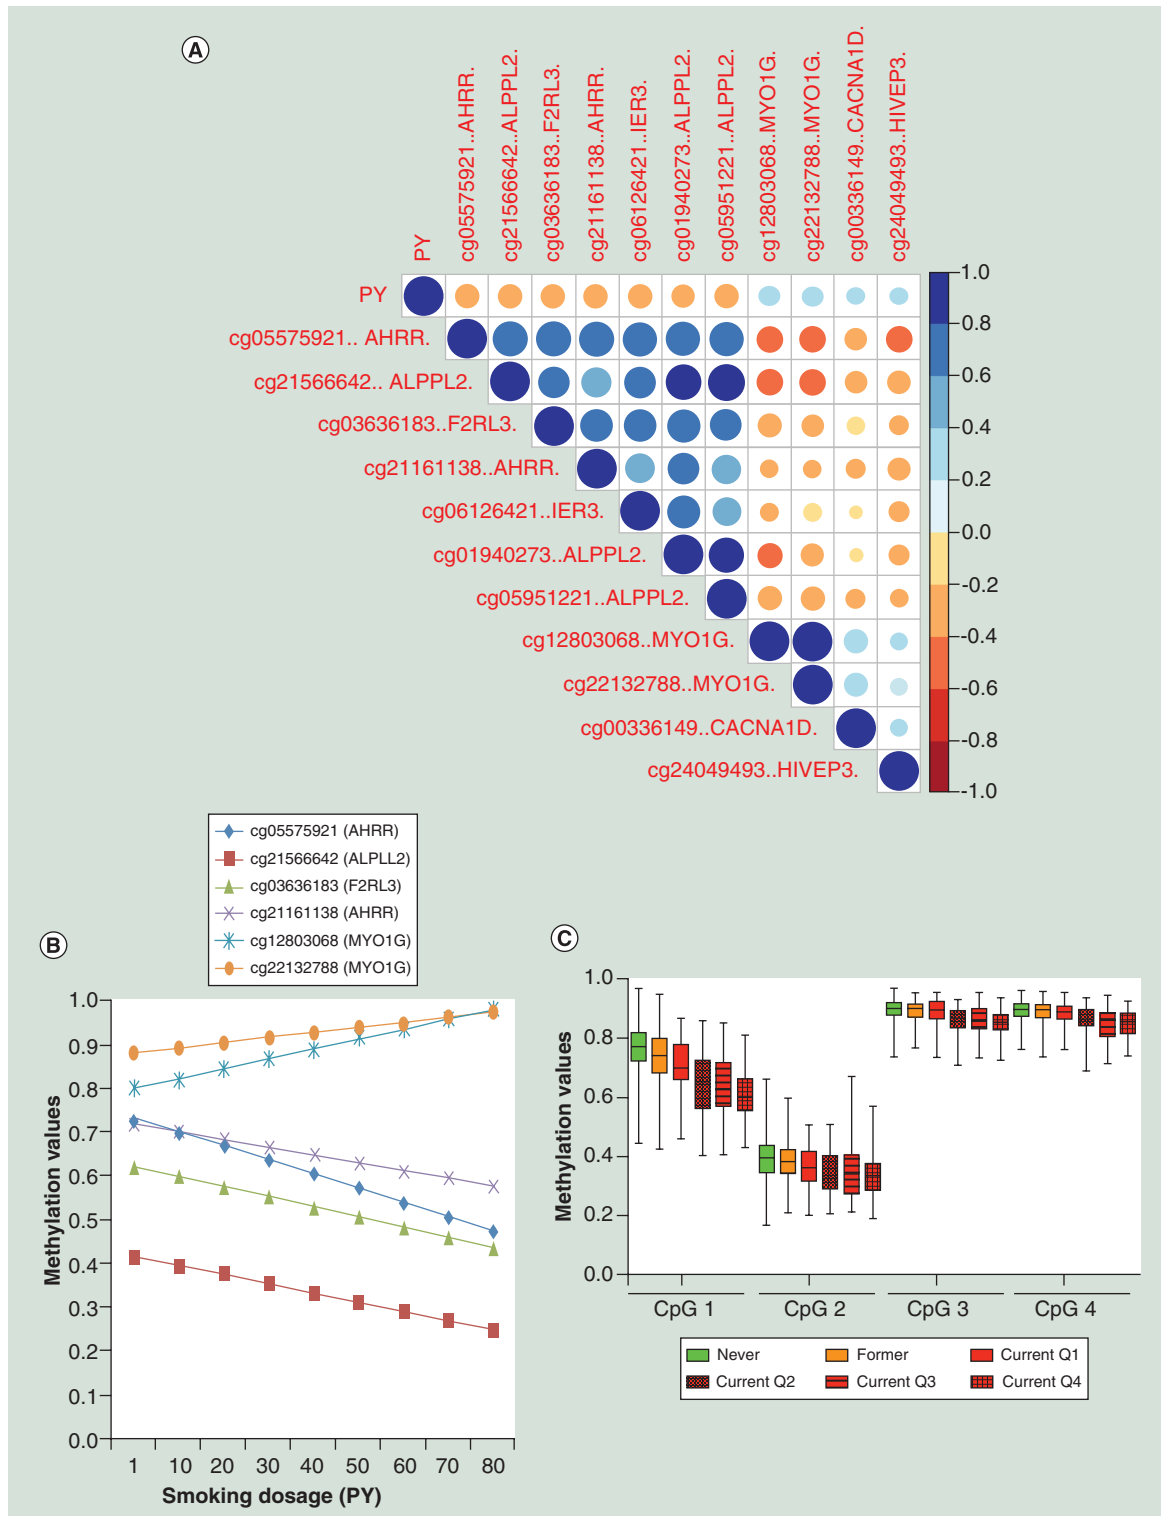 A
PY
cg05575921..AHRR.
cg21566642..ALPPL2.
cg03636183..F2RL3.
cg21161138..AHRR.
cg06126421..IER3.
cg01940273..ALPPL2.
cg05951221..ALPPL2.
cg12803068..MYO1G.
cg22132788..MYO1G.
cg00336149..CACNA1D.
cg24049493..HIVEP3.
PY
cg05575921.. AHRR.
cg21566642.. ALPPL2.
cg03636183..F2RL3.
cg21161138..AHRR.
cg06126421..IER3.
cg01940273..ALPPL2.
cg05951221..ALPPL2.
cg12803068..MYO1G.
cg22132788..MYO1G.
cg00336149..CACNA1D.
cg24049493..HIVEP3.
1.0
0.8
0.6
0.4
0.2
0.0
-0.2
-0.4
-0.6
-0.8
-1.0
B
cg05575921 (AHRR)
cg21566642 (ALPLL2)
cg03636183 (F2RL3)
cg21161138 (AHRR)
cg12803068 (MYO1G)
cg22132788 (MYO1G)
Methylation values
1.0
0.9
0.8
0.7
0.6
0.5
0.4
0.3
0.2
0.1
0.0
1 10 20 30 40 50 60 70 80
Smoking dosage (PY)
C
Methylation values
1.0
0.8
0.6
0.4
0.2
0.0
CpG 1 CpG 2 CpG 3 CpG 4
Never Former Current Q1
Current Q2 Current Q3 Current Q4